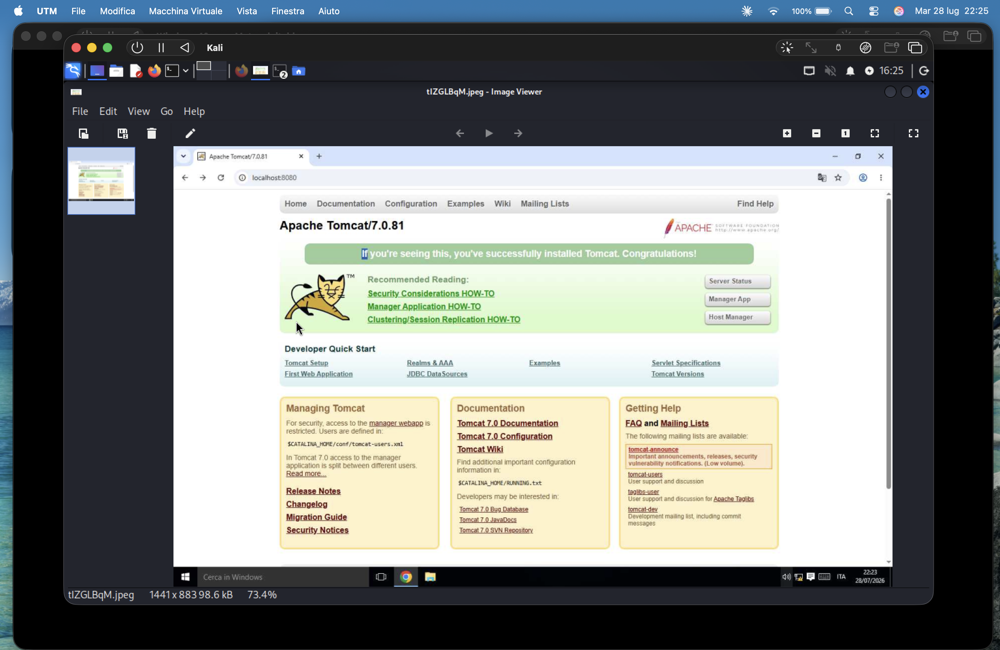 UTM File Modifica Macchina Virtuale Vista Finestra Aiuto 100% Mar 28 lug 22:25
Kali
2 16:25
tIZGLBqM.jpeg - Image Viewer
File Edit View Go Help
Apache Tomcat/7.0.81
localhost:8080
Home Documentation Configuration Examples Wiki Mailing Lists Find Help
Apache Tomcat/7.0.81
APACHE SOFTWARE FOUNDATION
http://www.apache.org/
If you're seeing this, you've successfully installed Tomcat. Congratulations!
TM
Recommended Reading:
Security Considerations HOW-TO
Manager Application HOW-TO
Clustering/Session Replication HOW-TO
Server Status
Manager App
Host Manager
Developer Quick Start
Tomcat Setup
First Web Application
Realms & AAA
JDBC DataSources
Examples
Servlet Specifications
Tomcat Versions
Managing Tomcat
For security, access to the manager webapp is
restricted. Users are defined in:
$CATALINA_HOME/conf/tomcat-users.xml
In Tomcat 7.0 access to the manager
application is split between different users.
Read more...
Release Notes
Changelog
Migration Guide
Security Notices
Documentation
Tomcat 7.0 Documentation
Tomcat 7.0 Configuration
Tomcat Wiki
Find additional important configuration
information in:
$CATALINA_HOME/RUNNING.txt
Developers may be interested in:
Tomcat 7.0 Bug Database
Tomcat 7.0 JavaDocs
Tomcat 7.0 SVN Repository
Getting Help
FAQ and Mailing Lists
The following mailing lists are available:
tomcat-announce
Important announcements, releases, security
vulnerability notifications. (Low volume).
tomcat-users
User support and discussion
taglibs-user
User support and discussion for Apache Taglibs
tomcat-dev
Development mailing list, including commit
messages
Cerca in Windows
ITA
22:23
28/07/2026
tIZGLBqM.jpeg 1441 x 883 98.6 kB 73.4%